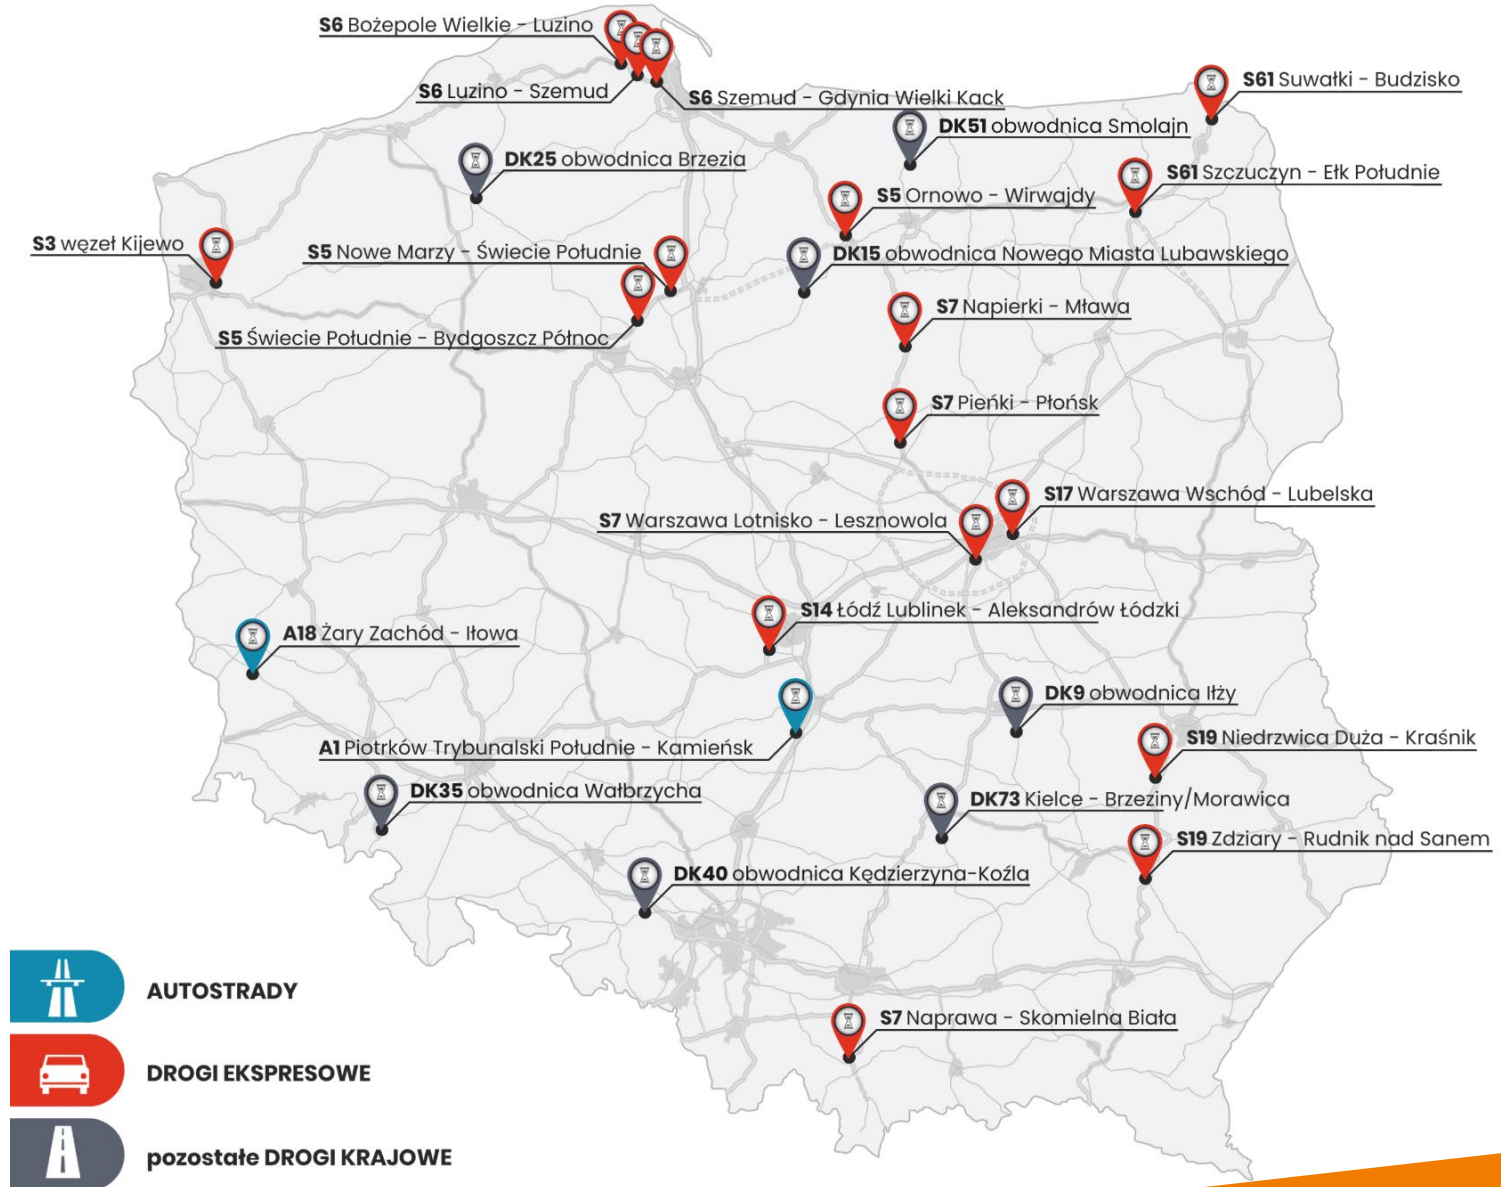 S6 Bożepole Wielkie - Luzino
S6 Luzino - Szemud
S6 Szemud - Gdynia Wielki Kack
S61 Suwałki - Budzisko
DK51 obwodnica Smolajn
DK25 obwodnica Brzezia
S61 Szczuczyn - Ełk Południe
S5 Ornowo - Wirwajdy
S3 węzeł Kijewo
S5 Nowe Marzy - Świecie Południe
DK15 obwodnica Nowego Miasta Lubawskiego
S7 Napierki - Mława
S5 Świecie Południe - Bydgoszcz Północ
S7 Pieńki - Płońsk
S17 Warszawa Wschód - Lubelska
S7 Warszawa Lotnisko - Lesznowola
S14 Łódź Lublinek - Aleksandrów Łódzki
A18 Żary Zachód - Iłowa
DK9 obwodnica Iłży
S19 Niedrzwica Duża - Kraśnik
A1 Piotrków Trybunalski Południe - Kamieńsk
DK35 obwodnica Wałbrzycha
DK73 Kielce - Brzeziny/Morawica
S19 Zdziary - Rudnik nad Sanem
DK40 obwodnica Kędzierzyna-Koźla
S7 Naprawa - Skomielna Biała
AUTOSTRADY
DROGI EKSPRESOWE
pozostałe DROGI KRAJOWE